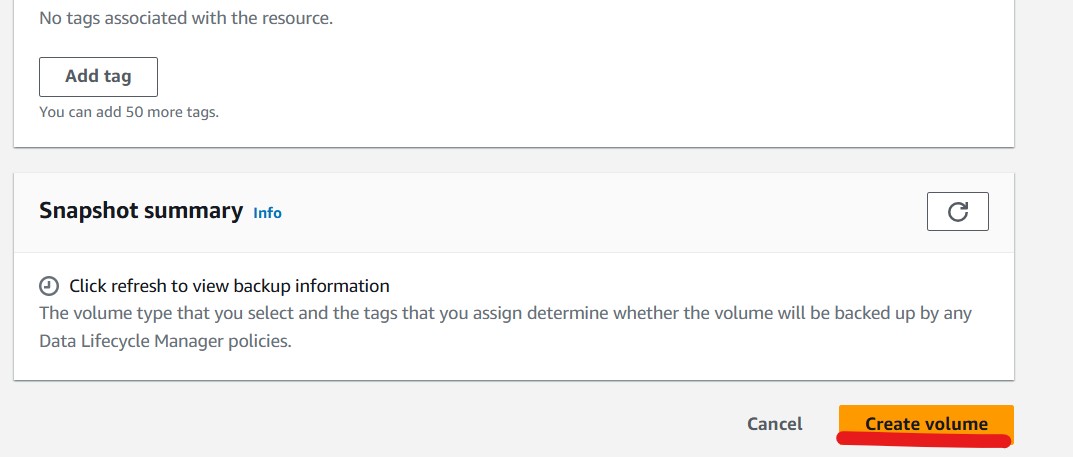 No tags associated with the resource.
Add tag
You can add 50 more tags.
Snapshot summary Info
Click refresh to view backup information
The volume type that you select and the tags that you assign determine whether the volume will be backed up by any
Data Lifecycle Manager policies.
Cancel Create volume